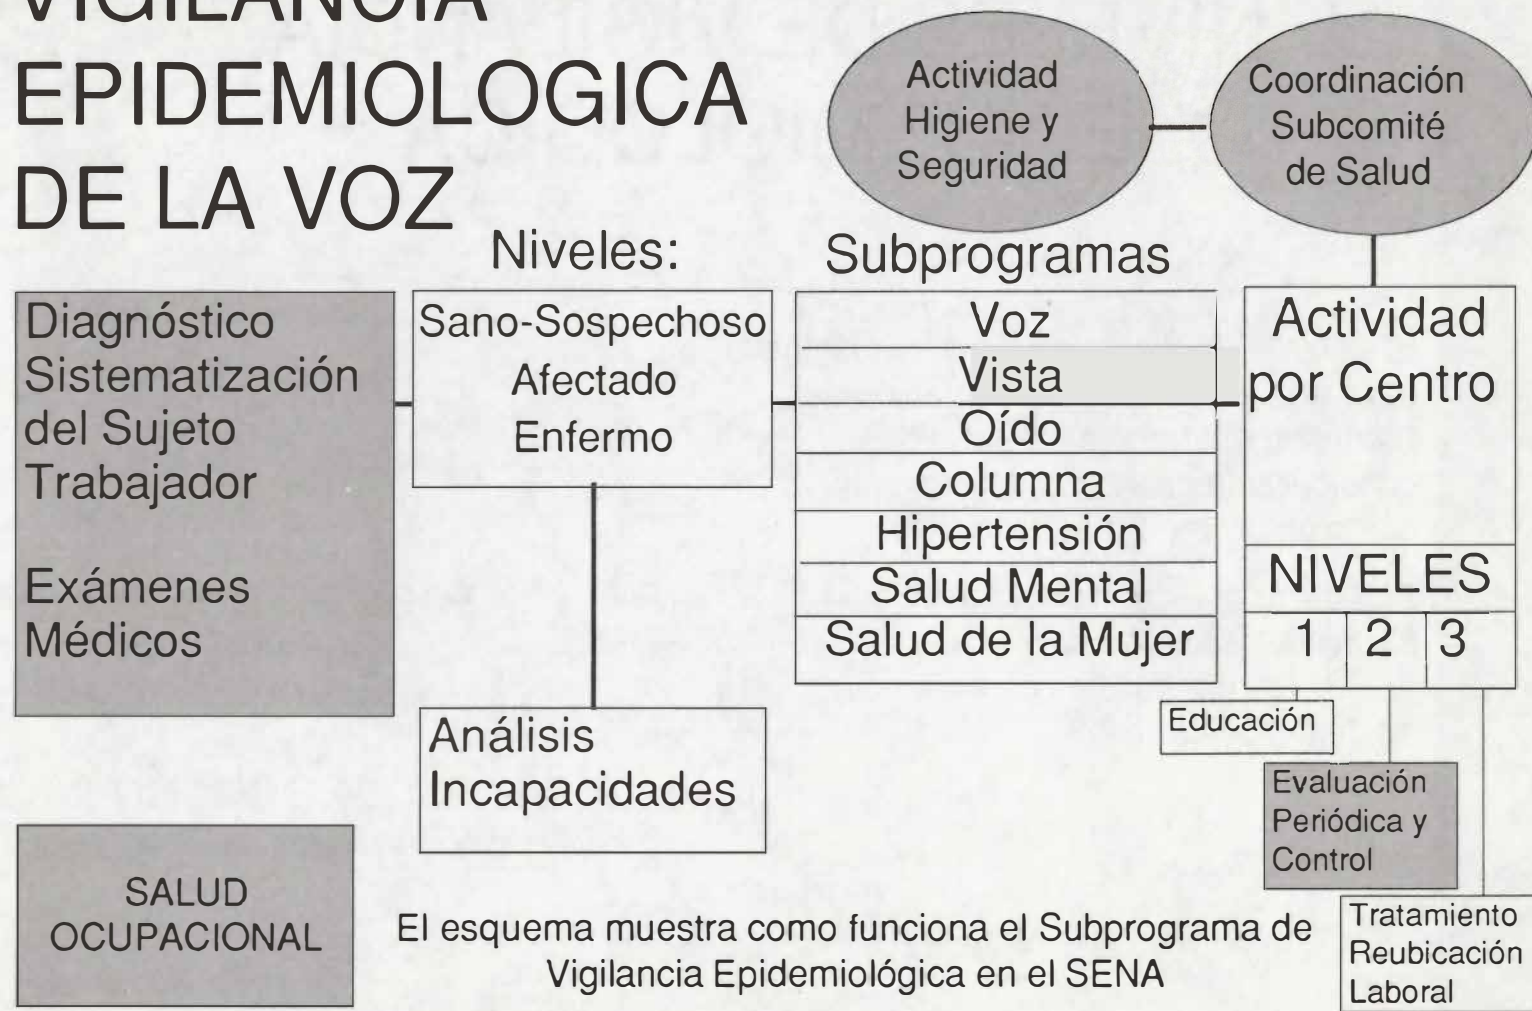 VIGILANCIA
EPIDEMIOLOGICA
DE LA VOZ
Actividad
Higiene y
Seguridad
Coordinación
Subcomité
de Salud
Niveles:
Subprogramas
Diagnóstico
Sistematización
del Sujeto
Trabajador
Exámenes
Médicos
Sano-Sospechoso
Afectado
Enfermo
Voz
Vista
Oído
Columna
Hipertensión
Salud Mental
Salud de la Mujer
Actividad
por Centro
NIVELES
1 2 3
Análisis
Incapacidades
Educación
Evaluación
Periódica y
Control
Tratamiento
Reubicación
Laboral
SALUD
OCUPACIONAL
El esquema muestra como funciona el Subprograma de
Vigilancia Epidemiológica en el SENA